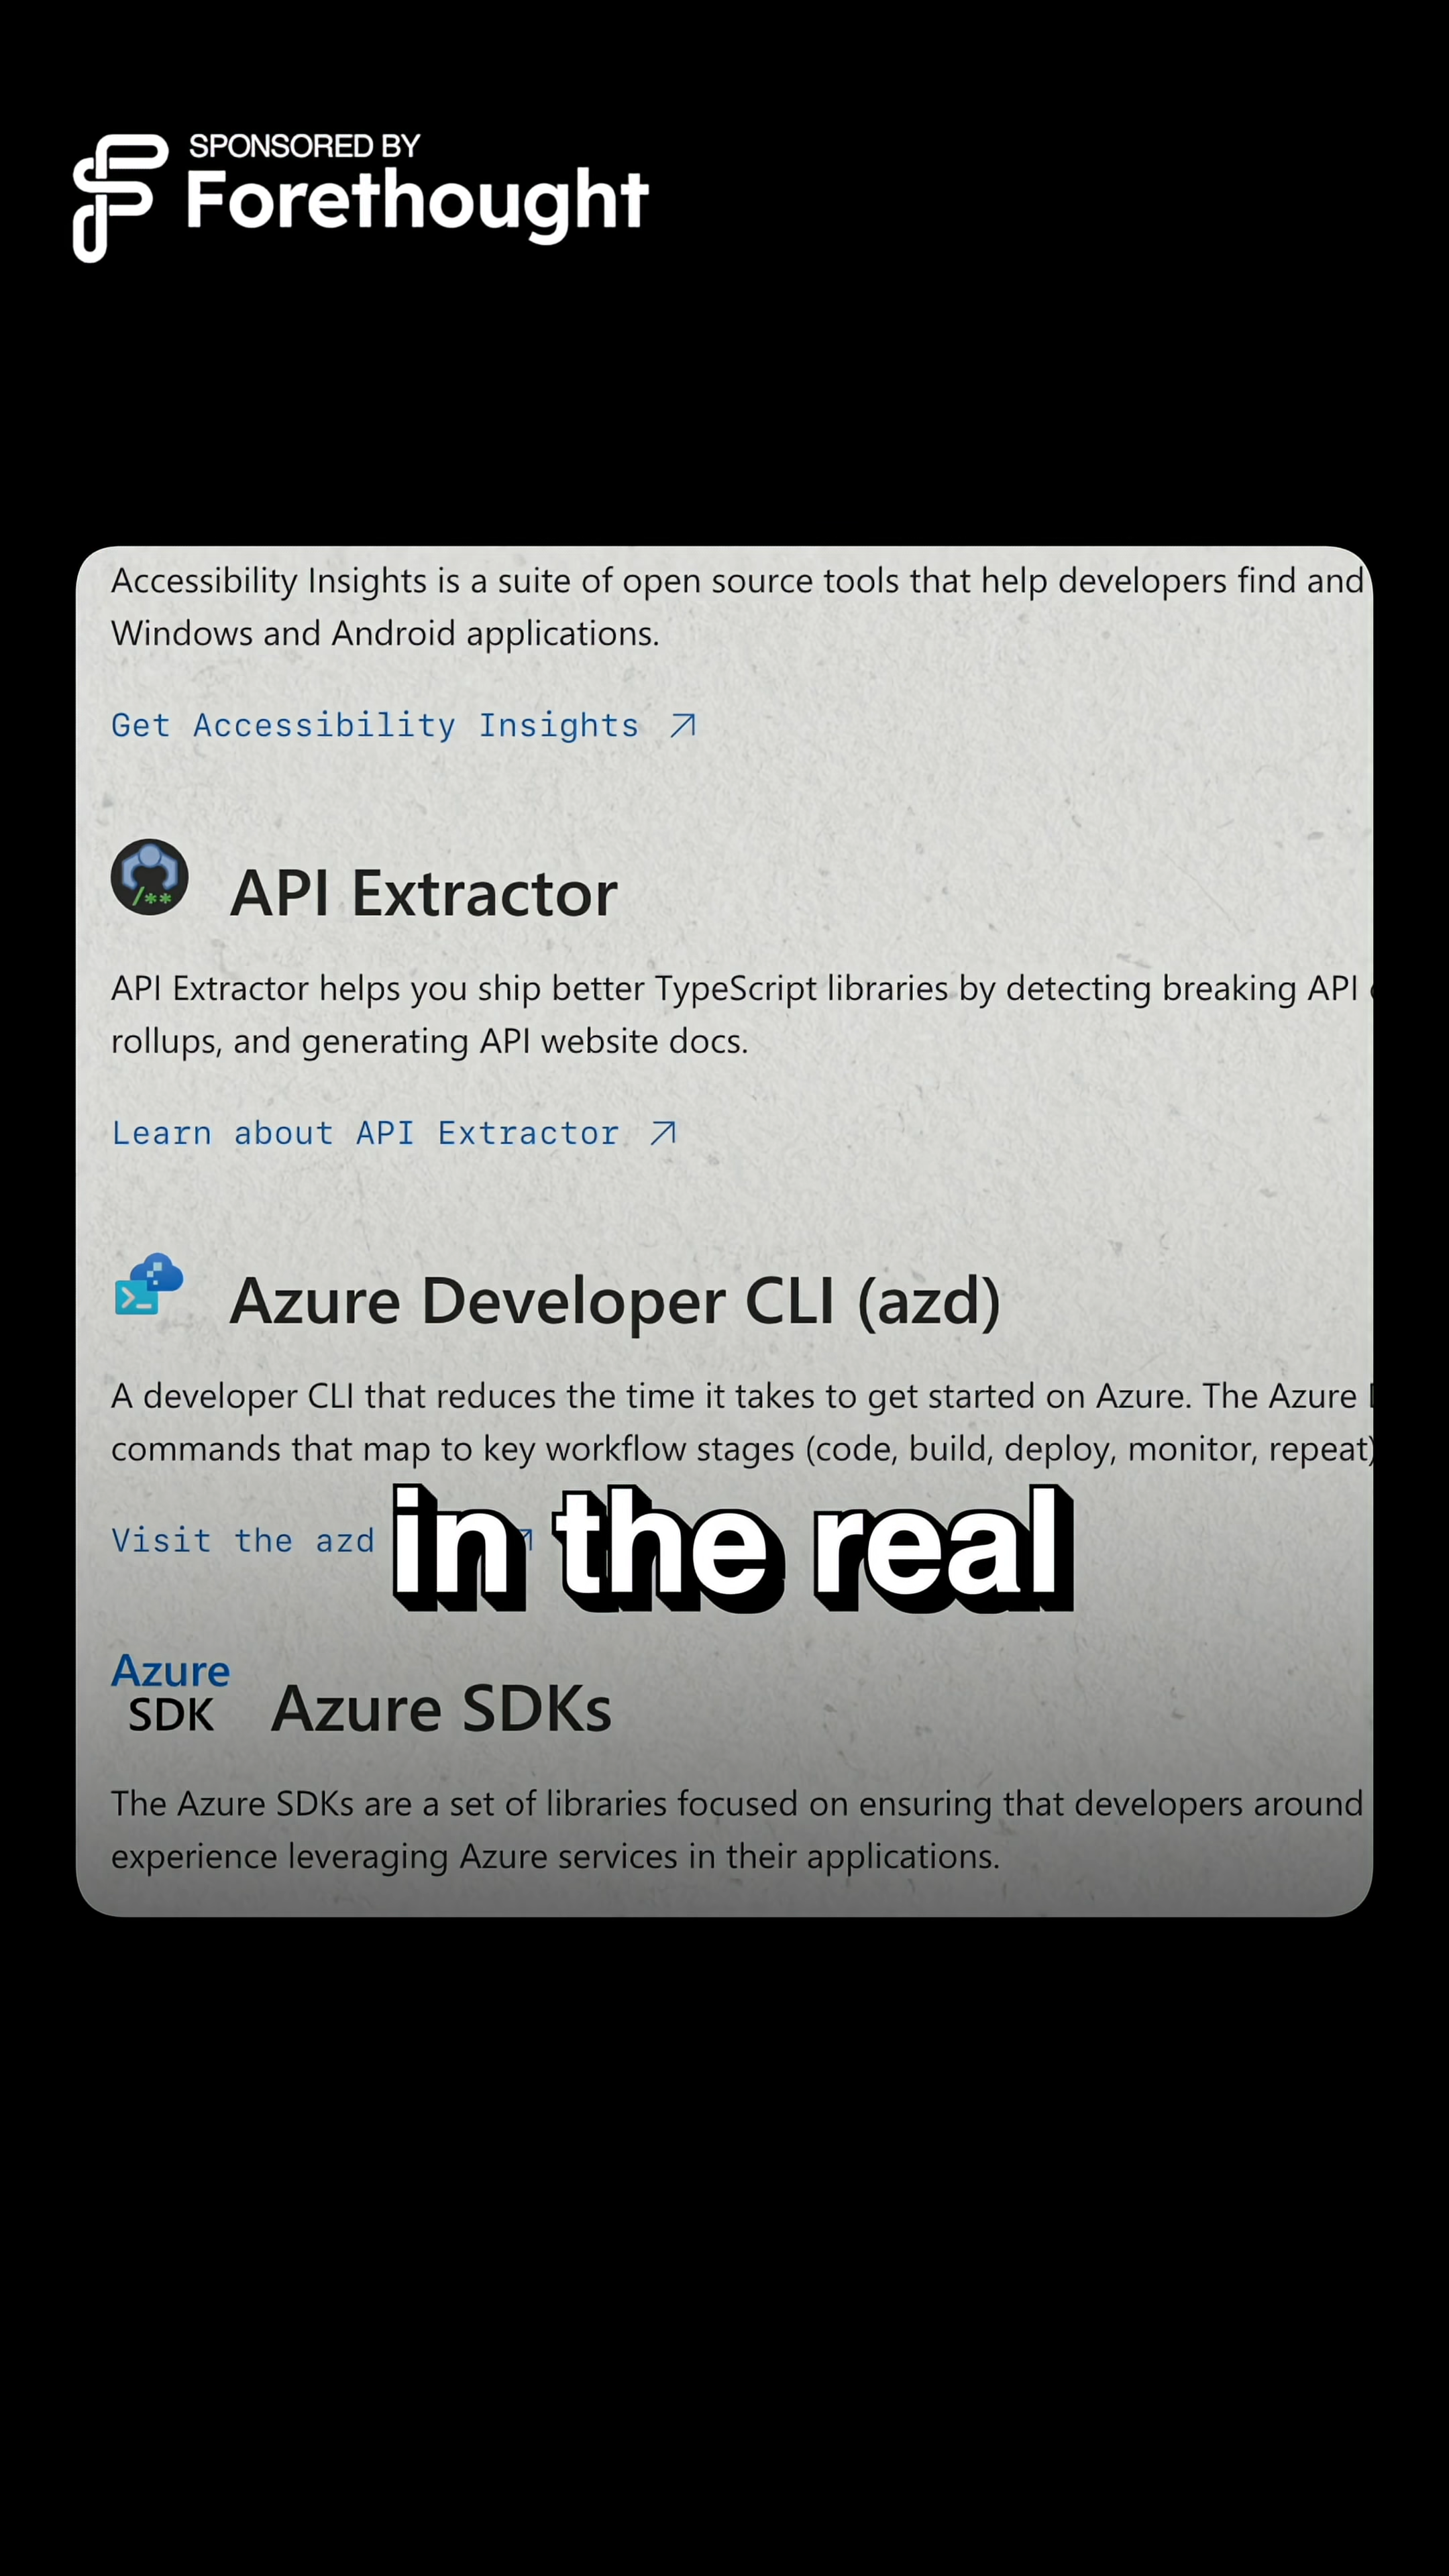 SPONSORED BY
Forethought
Accessibility Insights is a suite of open source tools that help developers find and
Windows and Android applications.
Get Accessibility Insights
/**
API Extractor
API Extractor helps you ship better TypeScript libraries by detecting breaking API
rollups, and generating API website docs.
Learn about API Extractor
Azure Developer CLI (azd)
A developer CLI that reduces the time it takes to get started on Azure. The Azure
commands that map to key workflow stages (code, build, deploy, monitor, repeat)
Visit the azd
in the real
Azure
SDK
Azure SDKs
The Azure SDKs are a set of libraries focused on ensuring that developers around
experience leveraging Azure services in their applications.